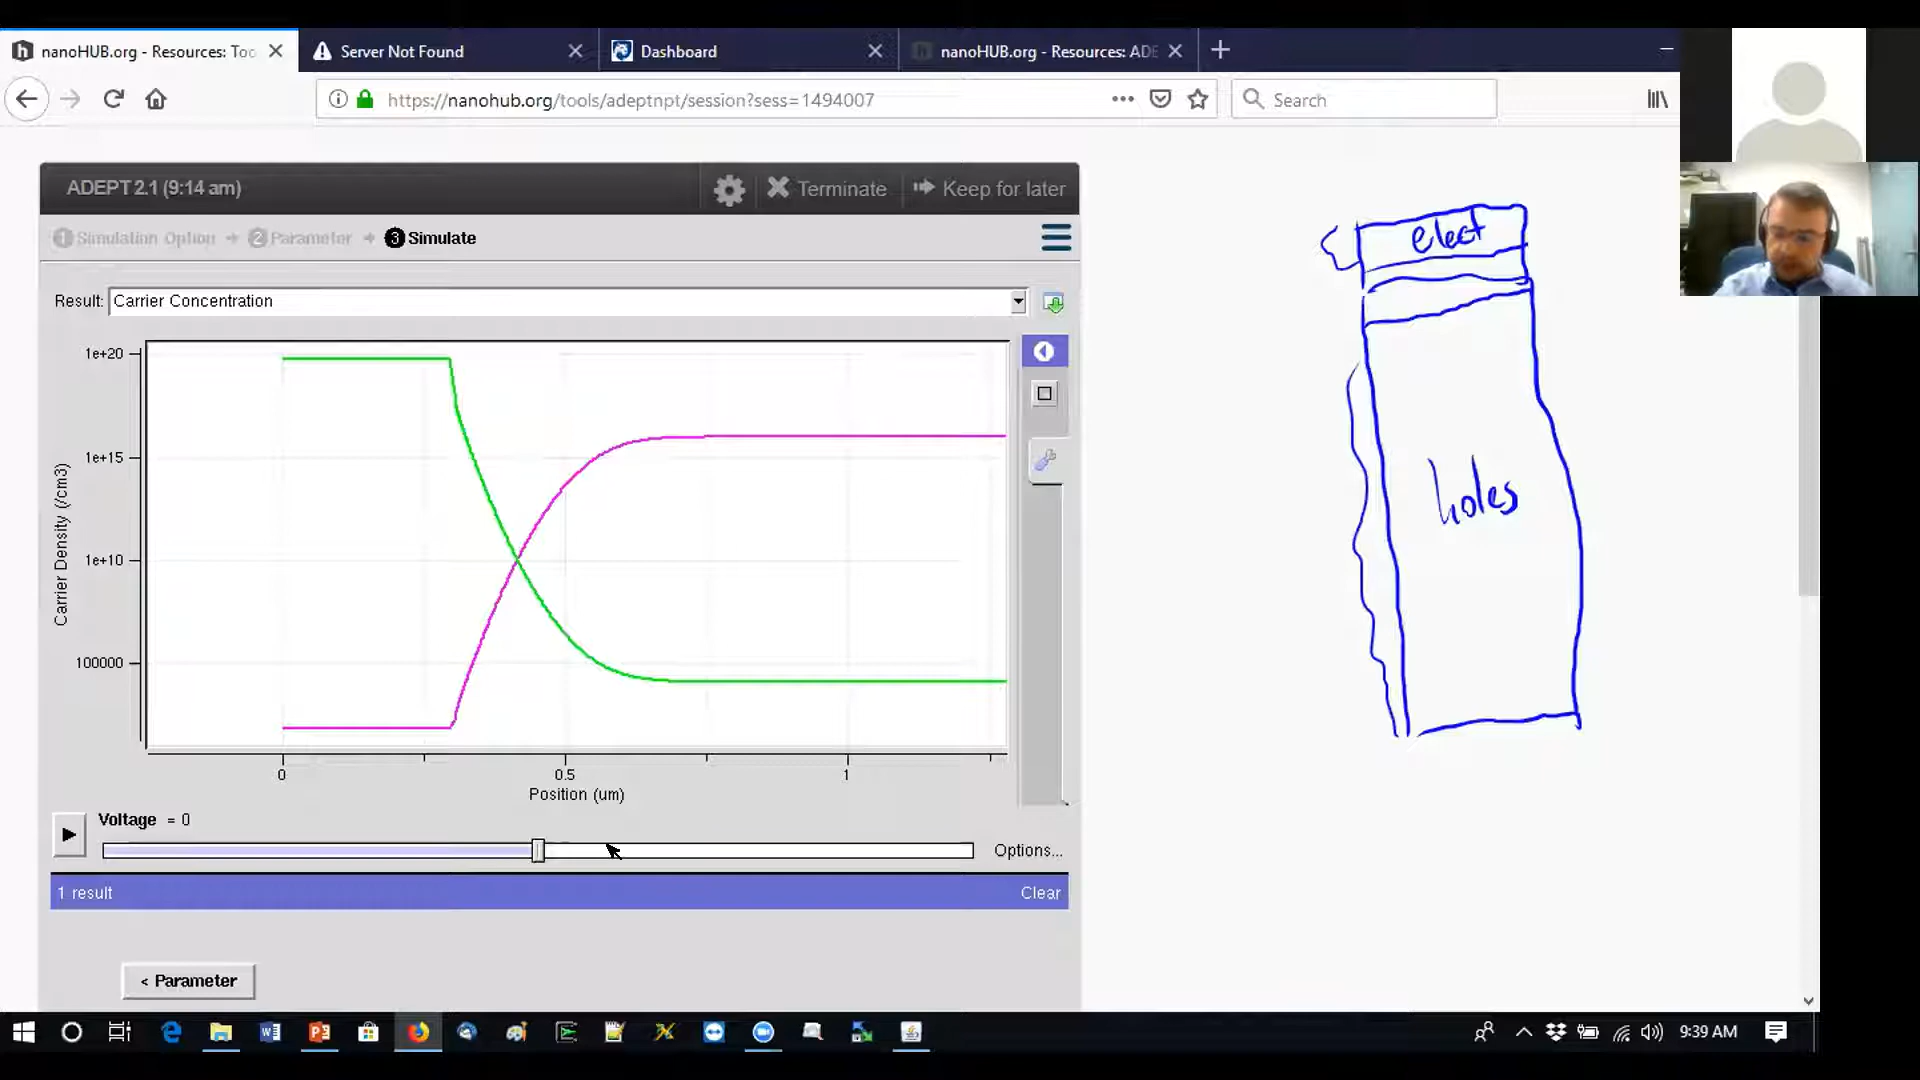 nanoHUB.org - Resources: Too
Server Not Found
Dashboard
nanoHUB.org - Resources: ADE
https://nanohub.org/tools/adeptnpt/session?sess=1494007
Search
ADEPT 2.1 (9:14 am)
Terminate
Keep for later
1 Simulation Option
2 Parameter
3 Simulate
Result: Carrier Concentration
1e+20
1e+15
1e+10
100000
Carrier Density (/cm3)
0
0.5
1
Position (um)
Voltage = 0
Options...
1 result
Clear
< Parameter
elect
holes
9:39 AM